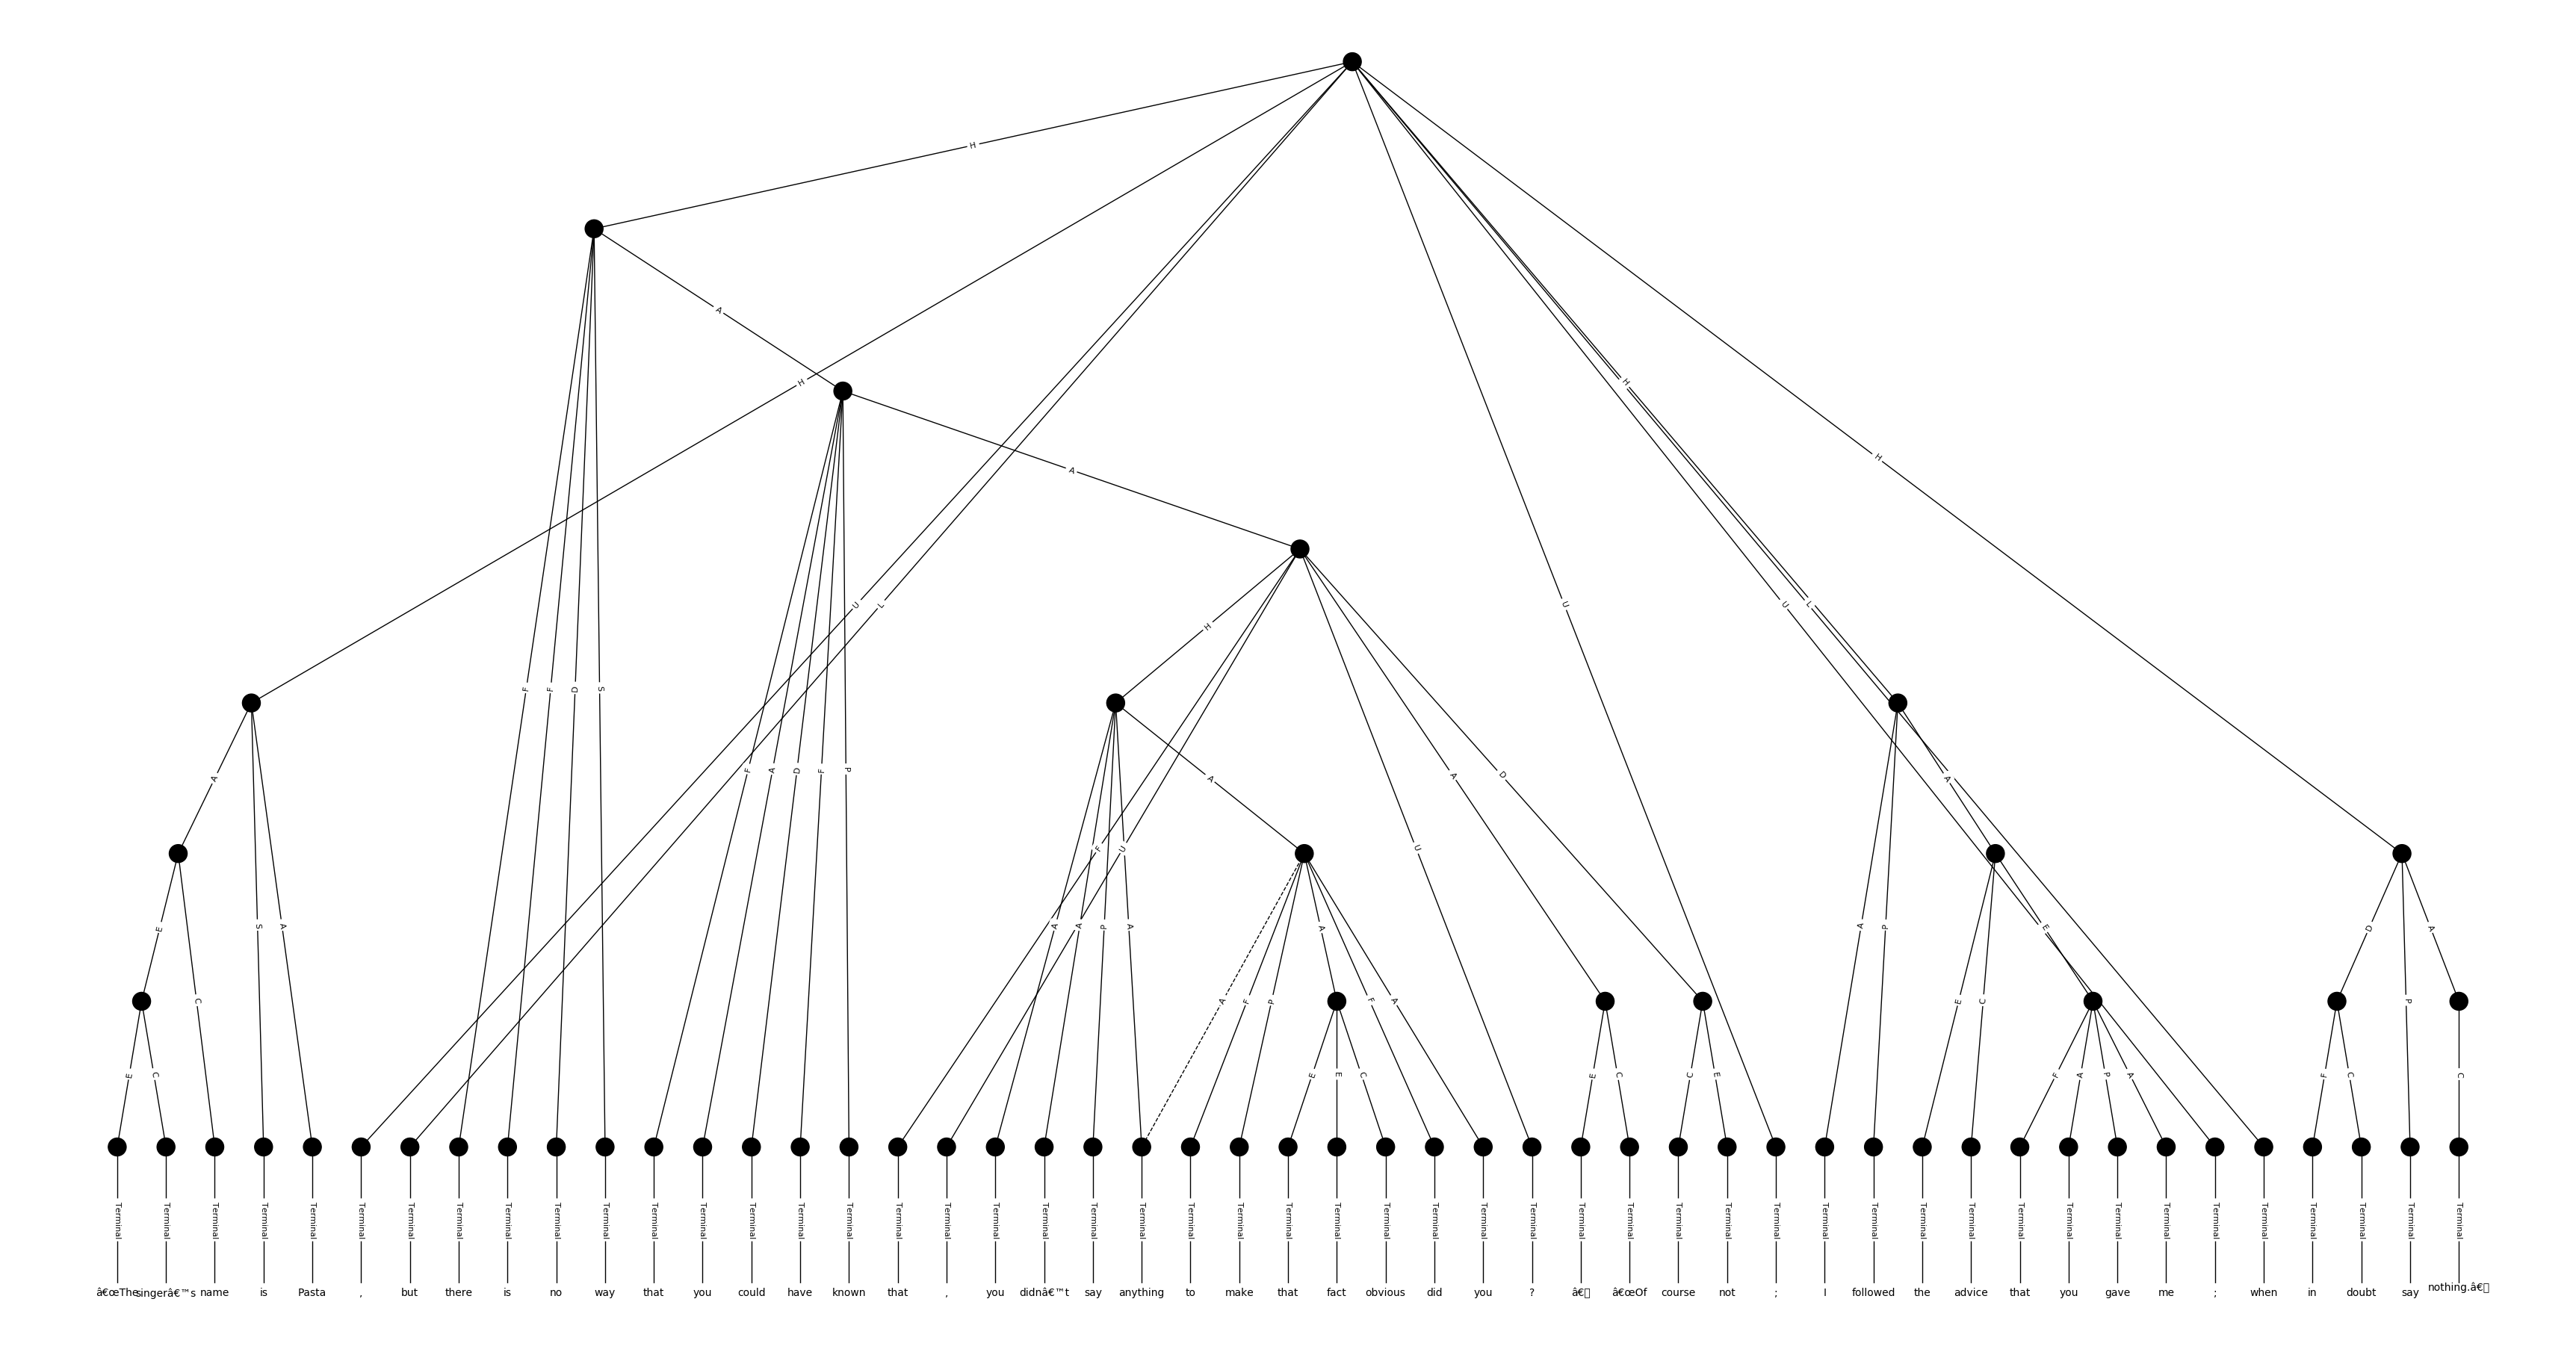 H
A
H
A
H
H
H
U
L
U
U
L
F
F
D
S
F
A
D
F
P
A
S
A
E
C
E
C
F
U
A
A
P
A
A
U
A
D
A
F
P
A
F
A
E
E
C
E
C
C
E
A
P
A
E
C
E
F
A
P
A
D
P
A
F
C
C
Terminal Terminal Terminal Terminal Terminal Terminal Terminal Terminal Terminal Terminal Terminal Terminal Terminal Terminal Terminal Terminal Terminal Terminal Terminal Terminal Terminal Terminal Terminal Terminal Terminal Terminal Terminal Terminal Terminal Terminal Terminal Terminal Terminal Terminal Terminal Terminal Terminal Terminal Terminal Terminal Terminal Terminal Terminal Terminal Terminal Terminal Terminal Terminal Terminal
â€œThe singerâ€™s name is Pasta , but there is no way that you could have known that , you didnâ€™t say anything to make that fact obvious did you ? â€ â€œOf course not ; I followed the advice that you gave me ; when in doubt say nothing.â€